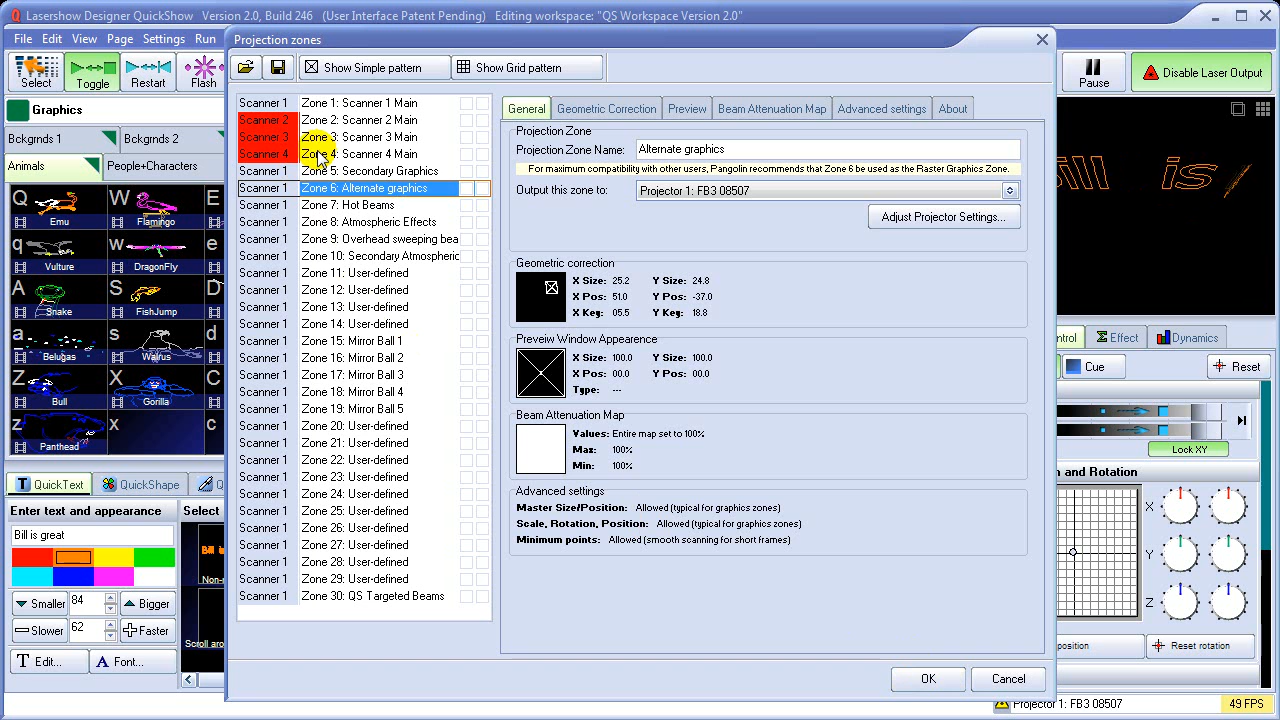 Lasershow Designer QuickShow Version 2.0, Build 246 (User Interface Patent Pending) Editing workspace: "QS Workspace Version 2.0"
File Edit View Page Settings Run
Projection zones
Select
Toggle
Restart
Flash
Show Simple pattern
Show Grid pattern
Pause
Disable Laser Output
Graphics
Bckgrnds 1
Bckgrnds 2
Animals
People+Characters
Q
Emu
W
Flamingo
E
q
Vulture
w
DragonFly
e
A
Snake
S
FishJump
D
a
Belugas
s
Walrus
d
Z
Bull
X
Gorilla
C
z
Panthead
x
c
Scanner 1 Zone 1: Scanner 1 Main
Scanner 2 Zone 2: Scanner 2 Main
Scanner 3 Zone 3: Scanner 3 Main
Scanner 4 Zone 4: Scanner 4 Main
Scanner 1 Zone 5: Secondary Graphics
Scanner 1 Zone 6: Alternate graphics
Scanner 1 Zone 7: Hot Beams
Scanner 1 Zone 8: Atmospheric Effects
Scanner 1 Zone 9: Overhead sweeping bea
Scanner 1 Zone 10: Secondary Atmospheric
Scanner 1 Zone 11: User-defined
Scanner 1 Zone 12: User-defined
Scanner 1 Zone 13: User-defined
Scanner 1 Zone 14: User-defined
Scanner 1 Zone 15: Mirror Ball 1
Scanner 1 Zone 16: Mirror Ball 2
Scanner 1 Zone 17: Mirror Ball 3
Scanner 1 Zone 18: Mirror Ball 4
Scanner 1 Zone 19: Mirror Ball 5
Scanner 1 Zone 20: User-defined
Scanner 1 Zone 21: User-defined
Scanner 1 Zone 22: User-defined
Scanner 1 Zone 23: User-defined
Scanner 1 Zone 24: User-defined
Scanner 1 Zone 25: User-defined
Scanner 1 Zone 26: User-defined
Scanner 1 Zone 27: User-defined
Scanner 1 Zone 28: User-defined
Scanner 1 Zone 29: User-defined
Scanner 1 Zone 30: QS Targeted Beams
General
Geometric Correction
Preview
Beam Attenuation Map
Advanced settings
About
Projection Zone
Projection Zone Name: Alternate graphics
For maximum compatibility with other users, Pangolin recommends that Zone 6 be used as the Raster Graphics Zone.
Output this zone to: Projector 1: FB3 08507
Adjust Projector Settings...
Geometric correction
X Size: 25.2 Y Size: 24.8
X Pos: 51.0 Y Pos: -37.0
X Key: 05.5 Y Key: 18.8
Preveiw Window Appearence
X Size: 100.0 Y Size: 100.0
X Pos: 00.0 Y Pos: 00.0
Type: ---
Beam Attenuation Map
Values: Entire map set to 100%
Max: 100%
Min: 100%
Advanced settings
Master Size/Position: Allowed (typical for graphics zones)
Scale, Rotation, Position: Allowed (typical for graphics zones)
Minimum points: Allowed (smooth scanning for short frames)
OK
Cancel
ill is
ntrol
Effect
Dynamics
Cue
Reset
Lock XY
n and Rotation
X
Y
Z
position
Reset rotation
QuickText
QuickShape
Q
Enter text and appearance
Select
Bill is great
Bill is
Non-
Smaller 84 Bigger
Slower 62 Faster
Scroll aro
Edit...
Font...
Projector 1: FB3 08507
49 FPS